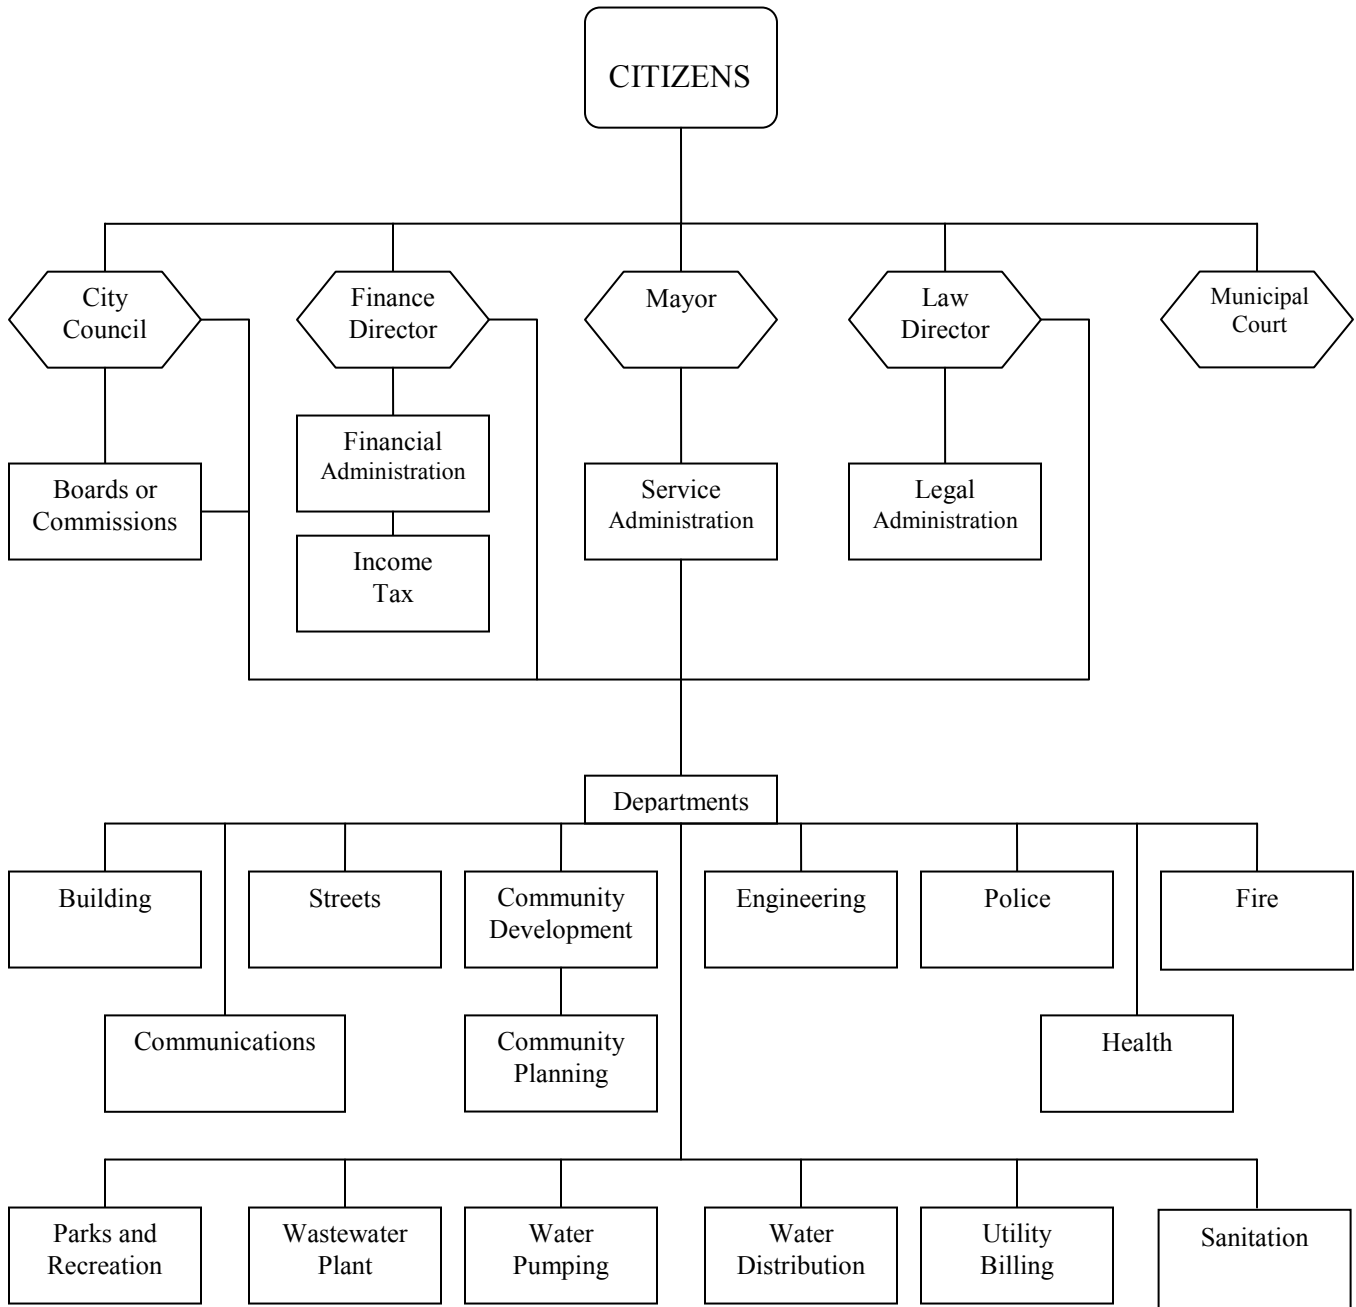 CITIZENS
City
Council
Finance
Director
Mayor
Law
Director
Municipal
Court
Financial
Administration
Boards or
Commissions
Service
Administration
Legal
Administration
Income
Tax
Departments
Building
Streets
Community
Development
Engineering
Police
Fire
Communications
Community
Planning
Health
Parks and
Recreation
Wastewater
Plant
Water
Pumping
Water
Distribution
Utility
Billing
Sanitation